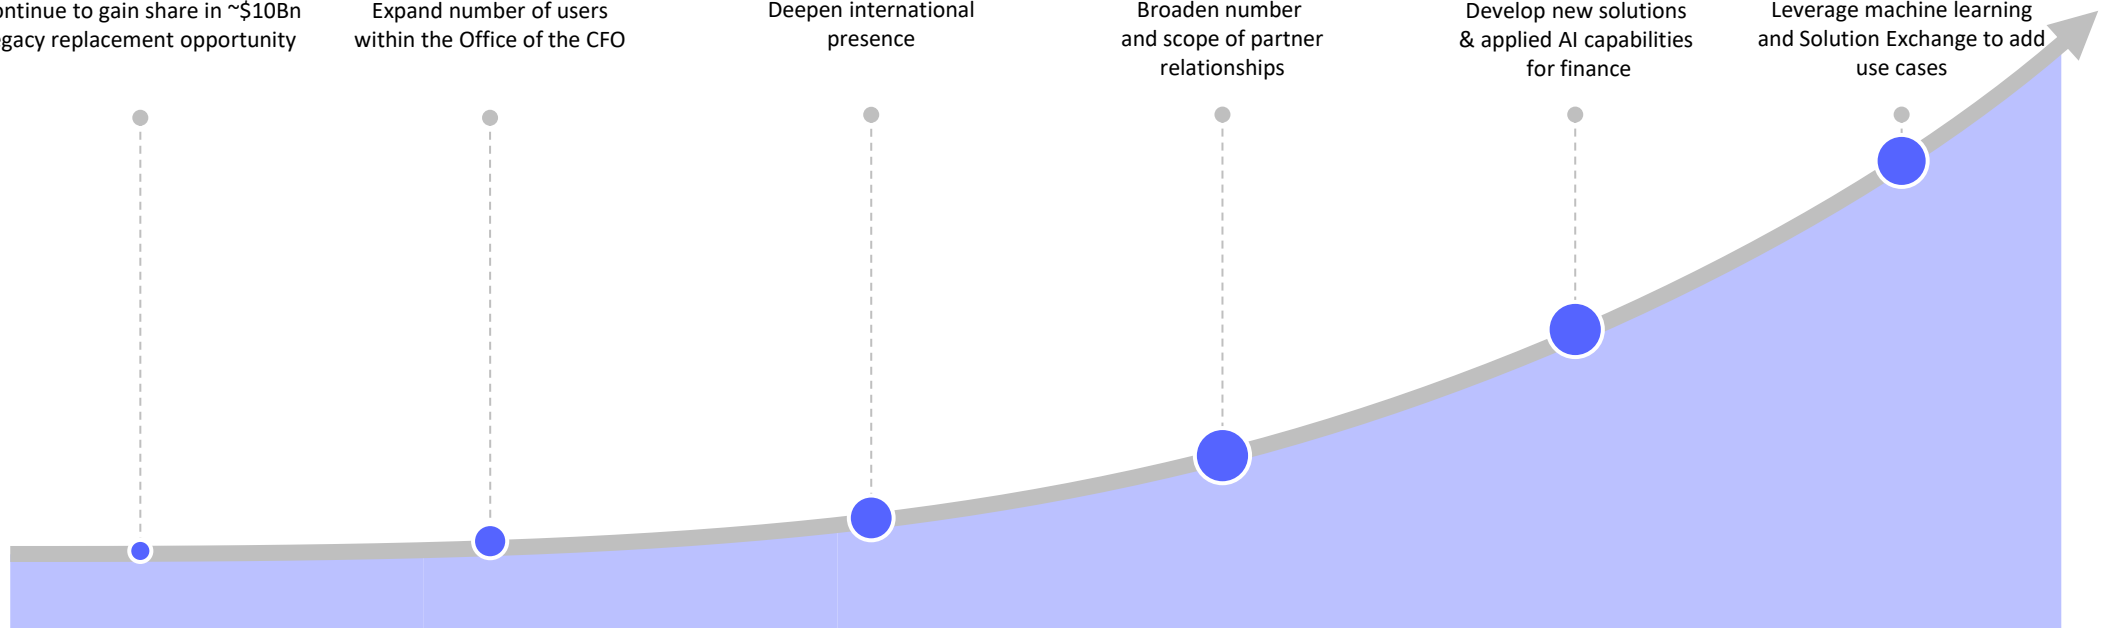 ontinue to gain share in ~$10Bn
egacy replacement opportunity
Expand number of users
within the Office of the CFO
Deepen international
presence
Broaden number
and scope of partner
relationships
Develop new solutions
& applied AI capabilities
for finance
Leverage machine learning
and Solution Exchange to add
use cases